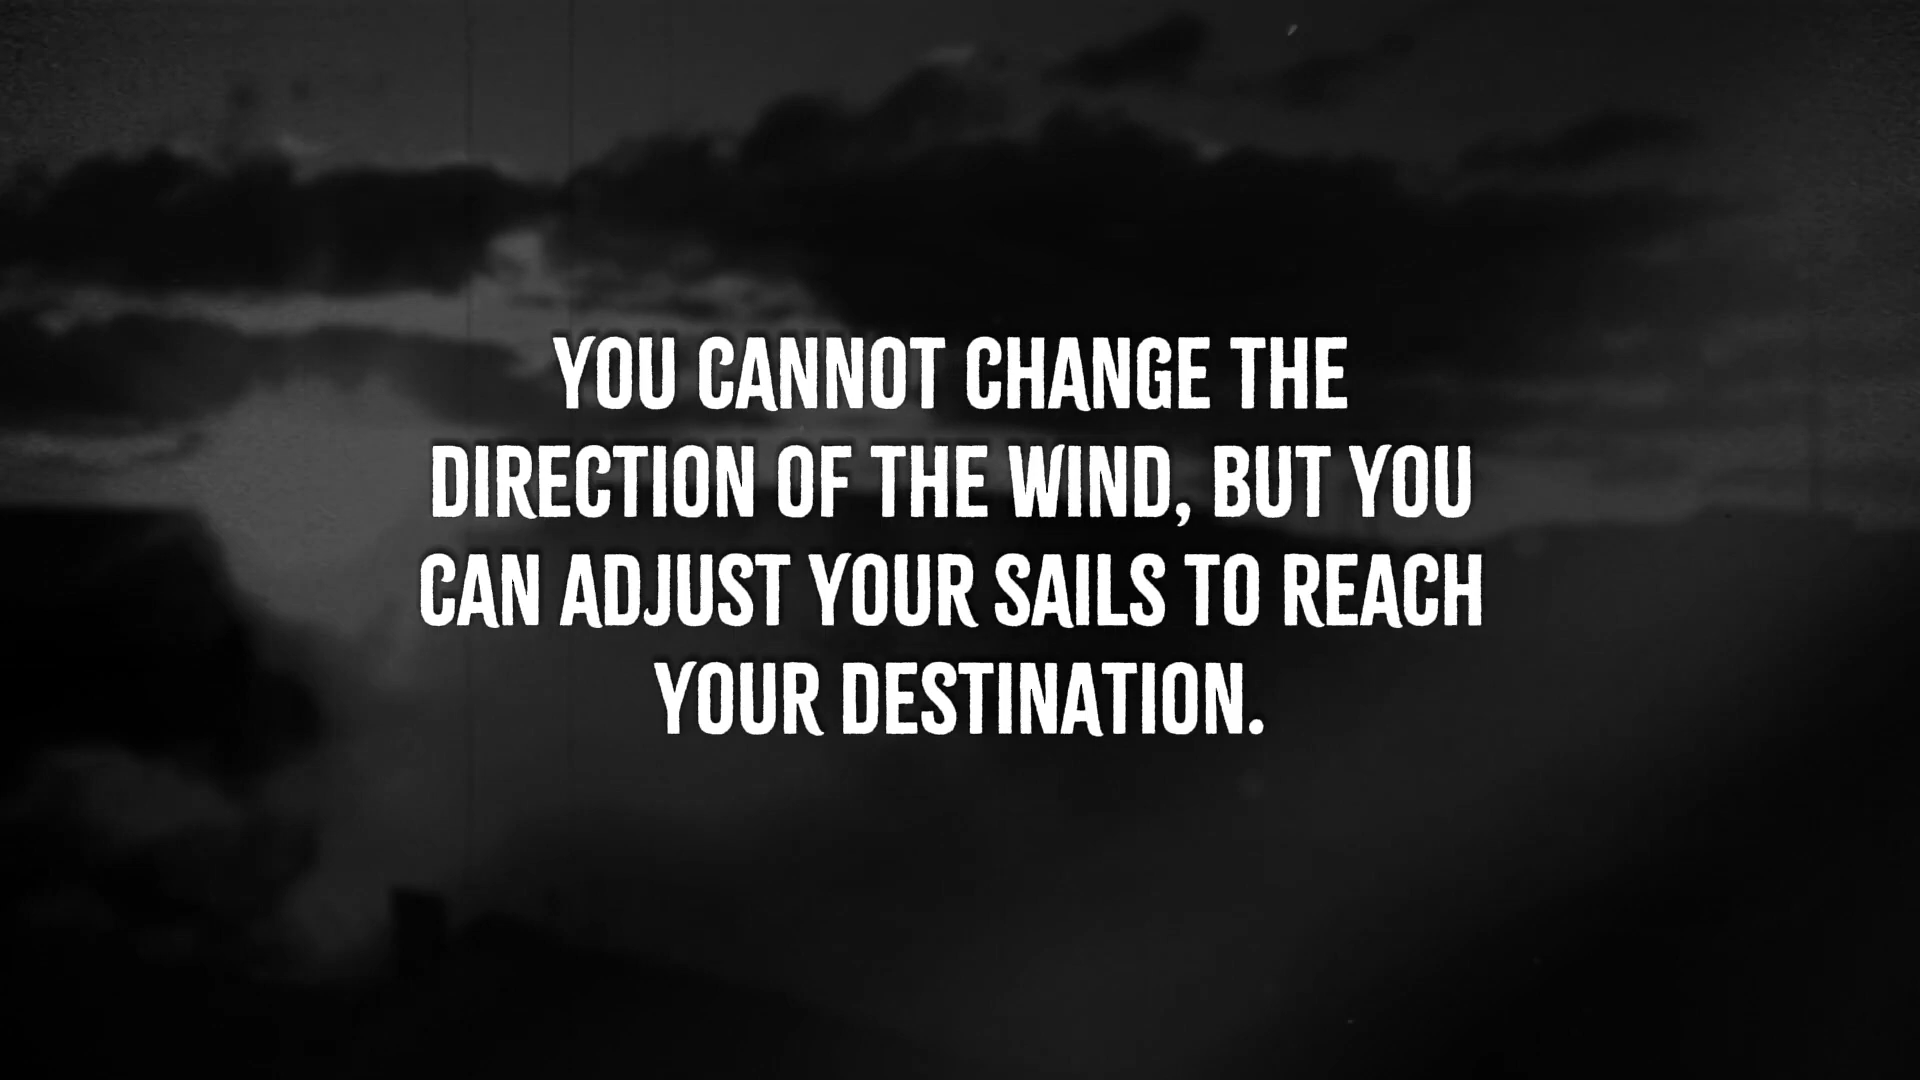 YOU CANNOT CHANGE THE
DIRECTION OF THE WIND, BUT YOU
CAN ADJUST YOUR SAILS TO REACH
YOUR DESTINATION.